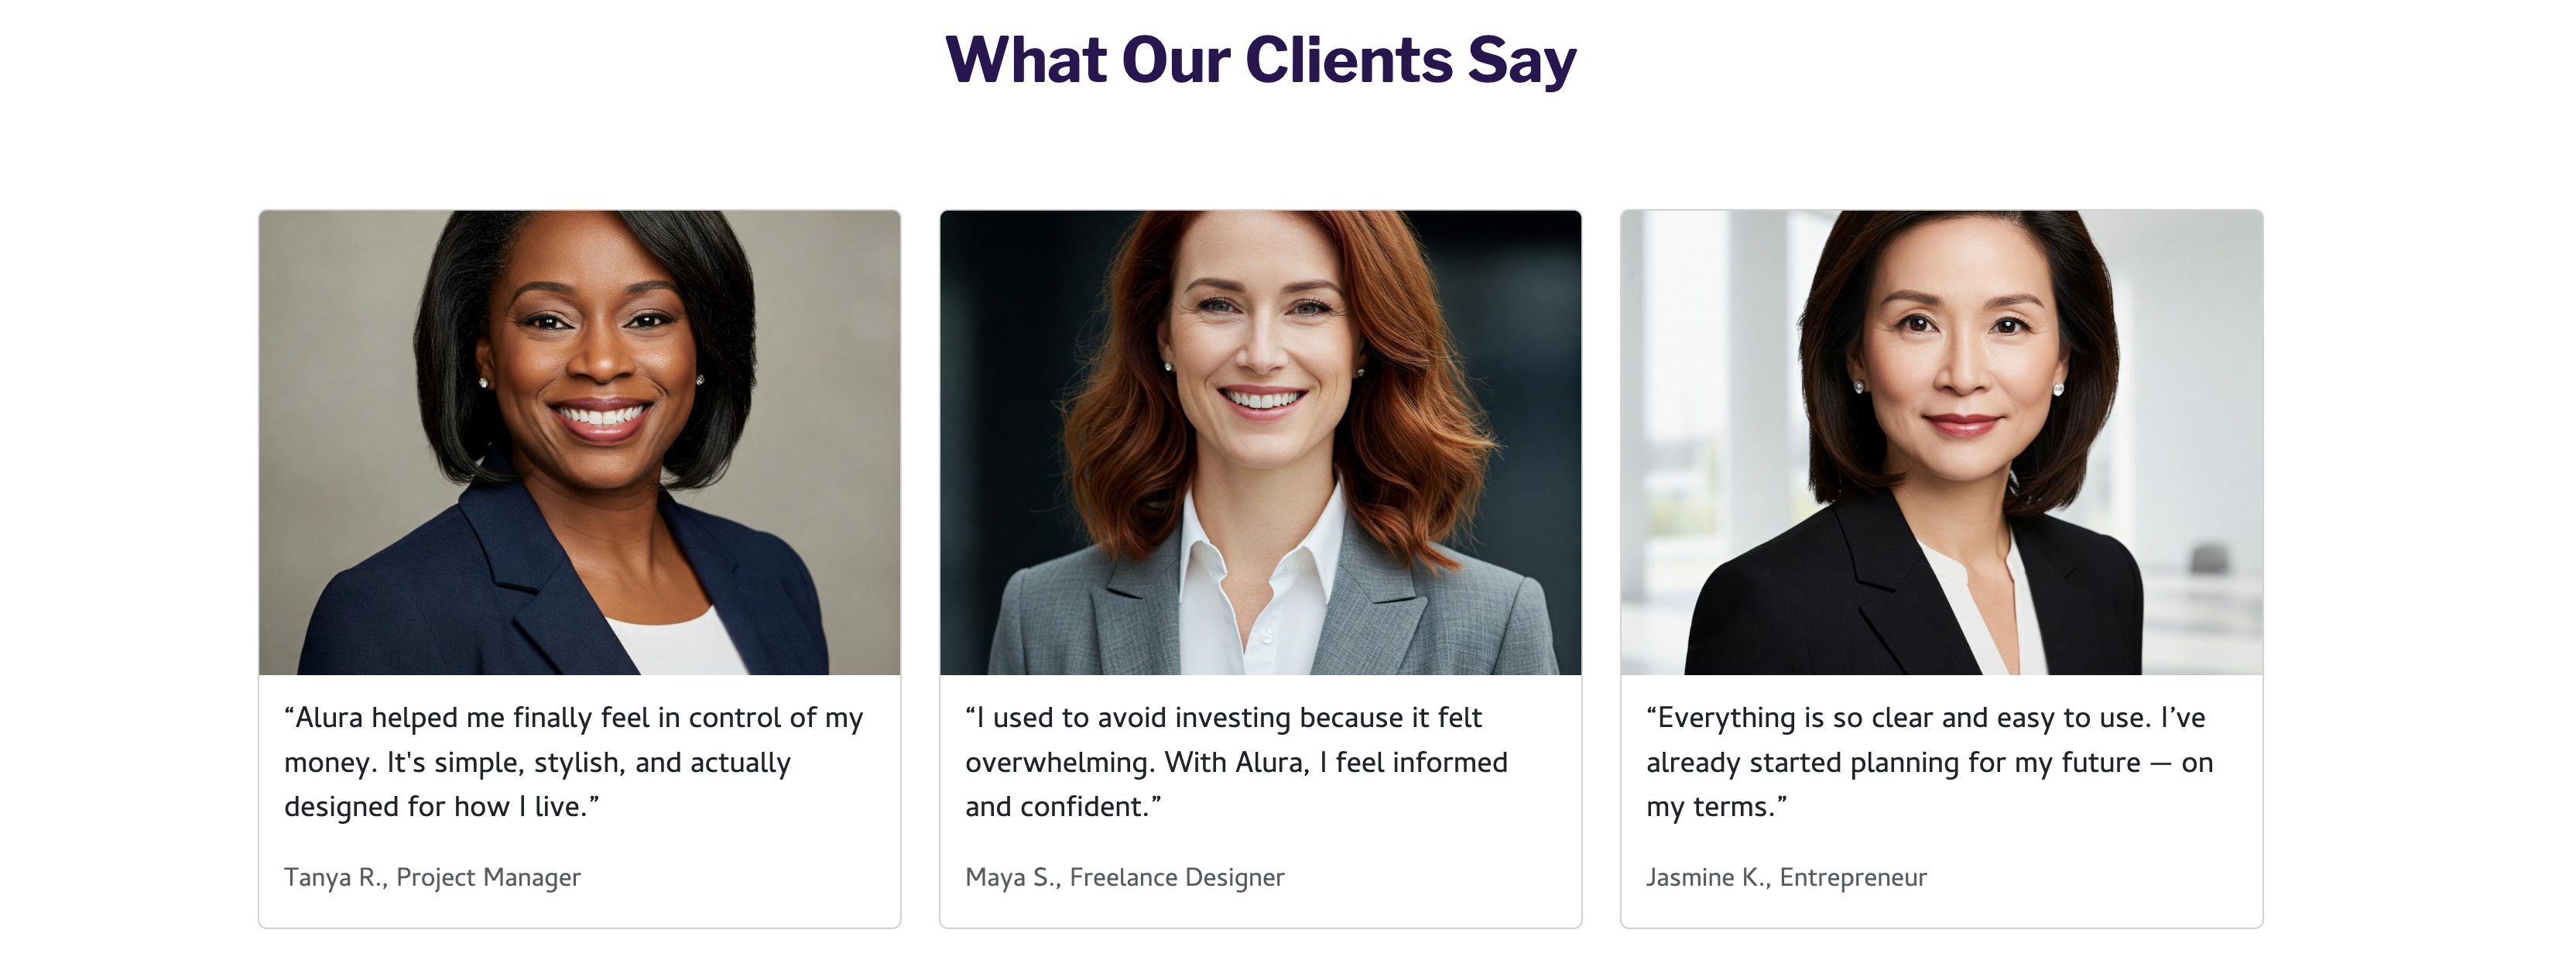 What Our Clients Say
“Alura helped me finally feel in control of my
money. It's simple, stylish, and actually
designed for how I live.”
Tanya R., Project Manager
“I used to avoid investing because it felt
overwhelming. With Alura, I feel informed
and confident.”
Maya S., Freelance Designer
“Everything is so clear and easy to use. I’ve
already started planning for my future — on
my terms.”
Jasmine K., Entrepreneur